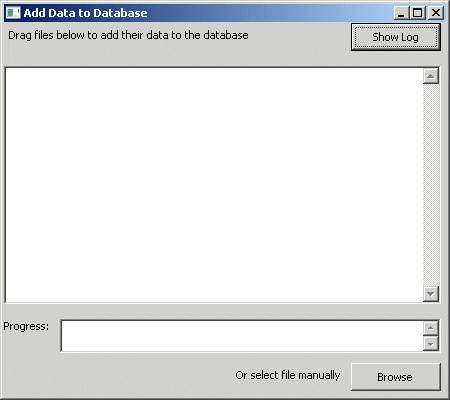 Add Data to Database
Drag files below to add their data to the database
Show Log
Progress:
Or select file manually
Browse